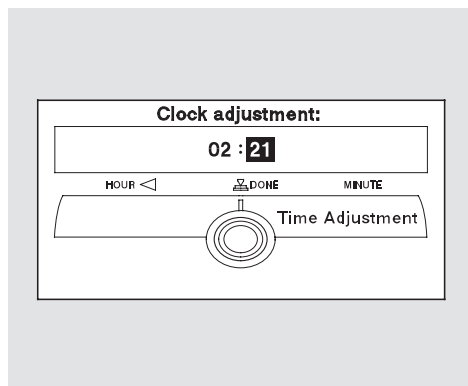 Clock adjustment:
02 : 21
HOUR DONE MINUTE
Time Adjustment